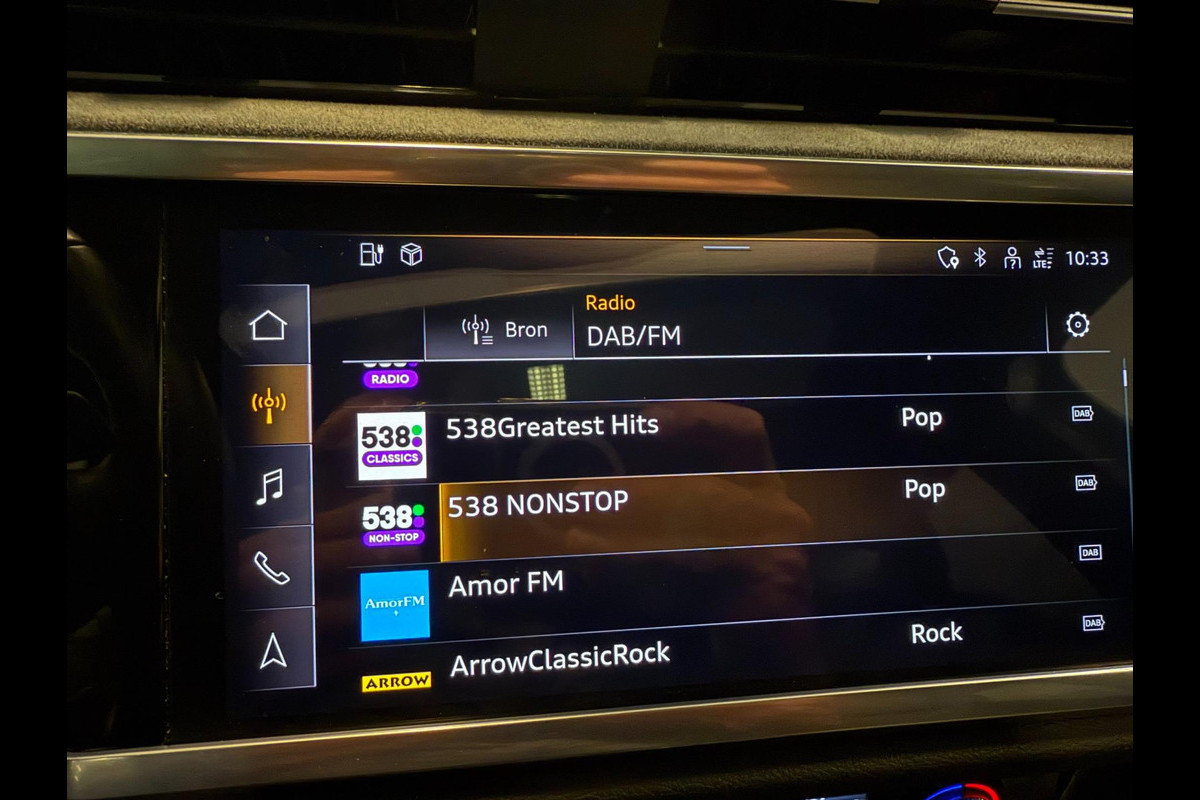 LTE 10:33
Radio
Bron DAB/FM
RADIO
538 CLASSICS 538Greatest Hits Pop DAB
538 NON-STOP 538 NONSTOP Pop DAB
AmorFM Amor FM DAB
ARROW ArrowClassicRock Rock DAB